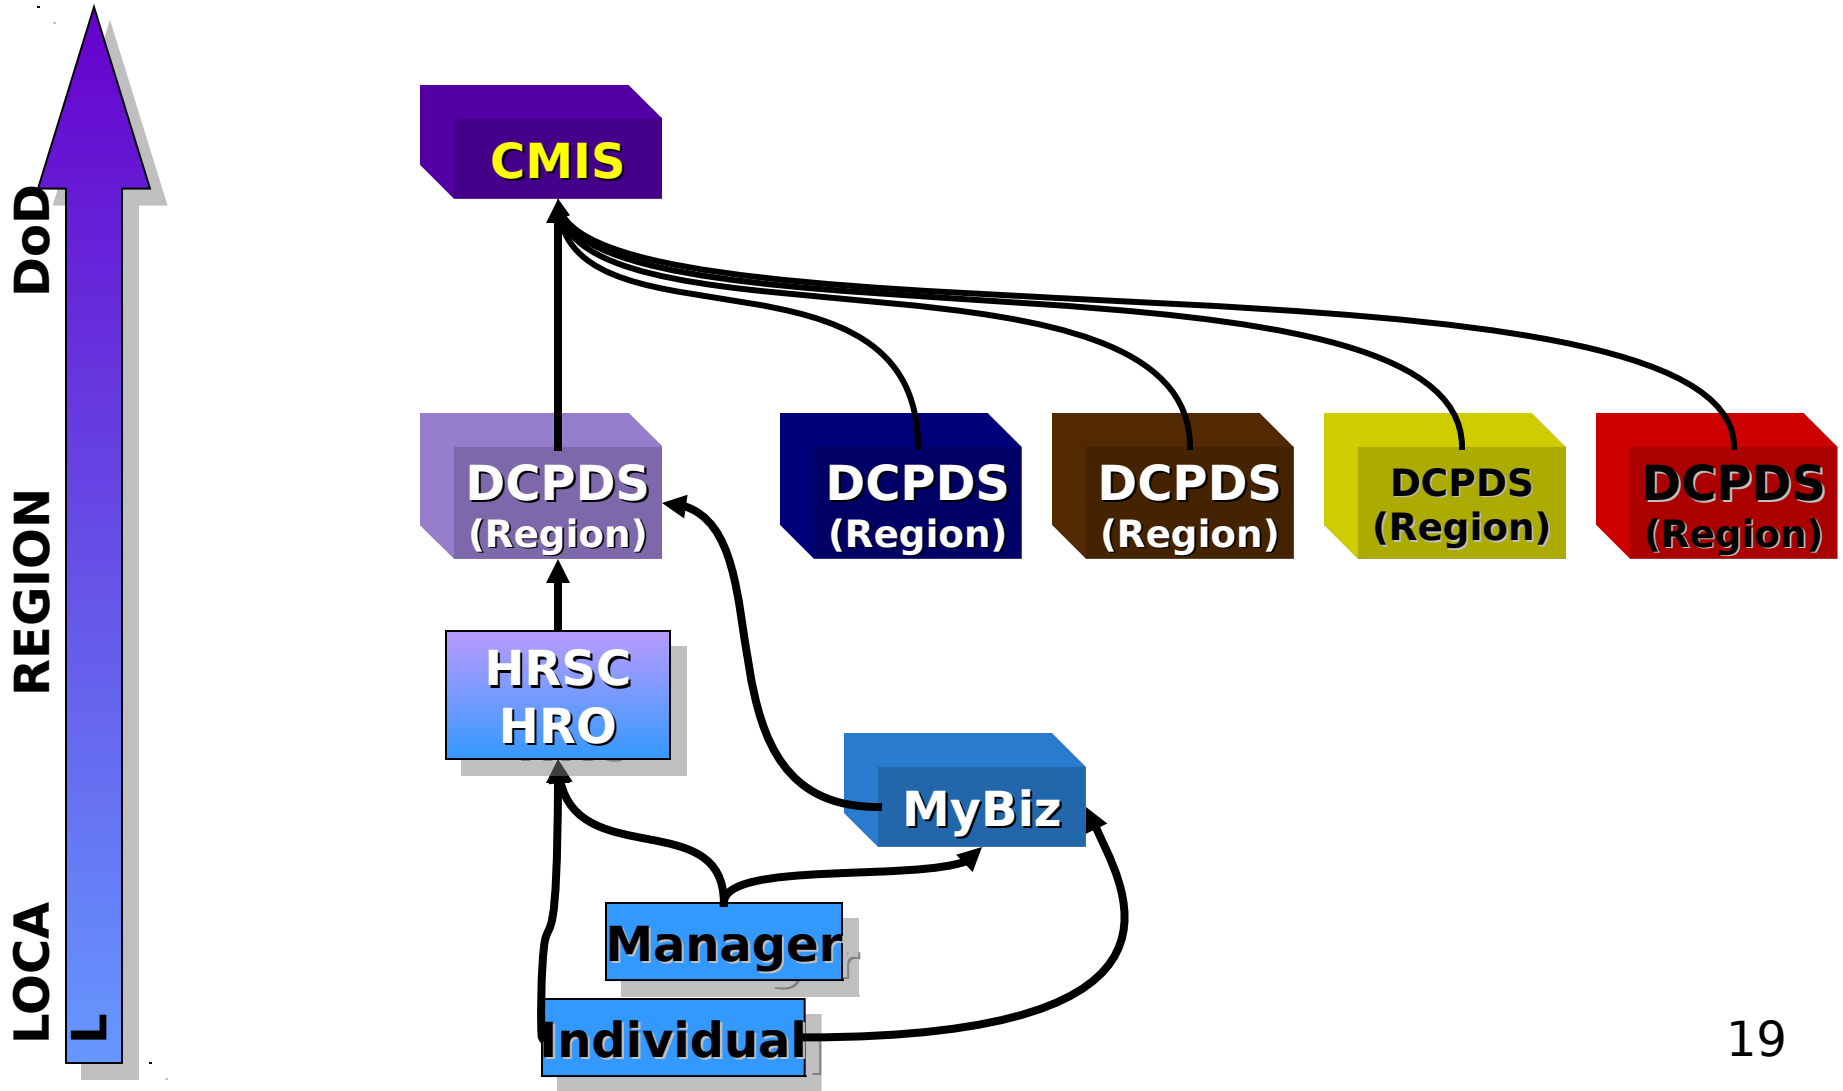 DoD
REGION
LOCA
L
CMIS
DCPDS
(Region)
DCPDS
(Region)
DCPDS
(Region)
DCPDS
(Region)
DCPDS
(Region)
HRSC
HRO
MyBiz
Manager
Individual
19